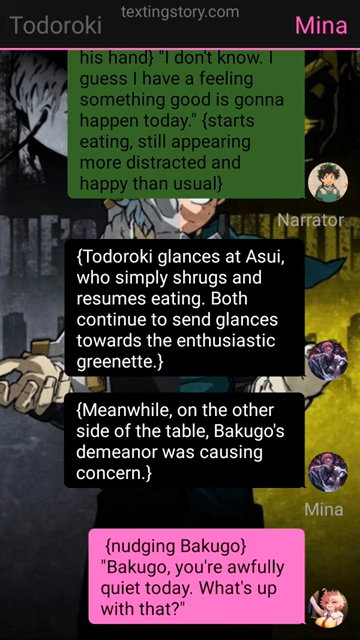 textingstory.com
Todoroki
Mina
his hand} "I don't know. I
guess I have a feeling
something good is gonna
happen today." {starts
eating, still appearing
more distracted and
happy than usual}
Narrator
{Todoroki glances at Asui,
who simply shrugs and
resumes eating. Both
continue to send glances
towards the enthusiastic
greenette.}
{Meanwhile, on the other
side of the table, Bakugo's
demeanor was causing
concern.}
Mina
{nudging Bakugo}
"Bakugo, you're awfully
quiet today. What's up
with that?"